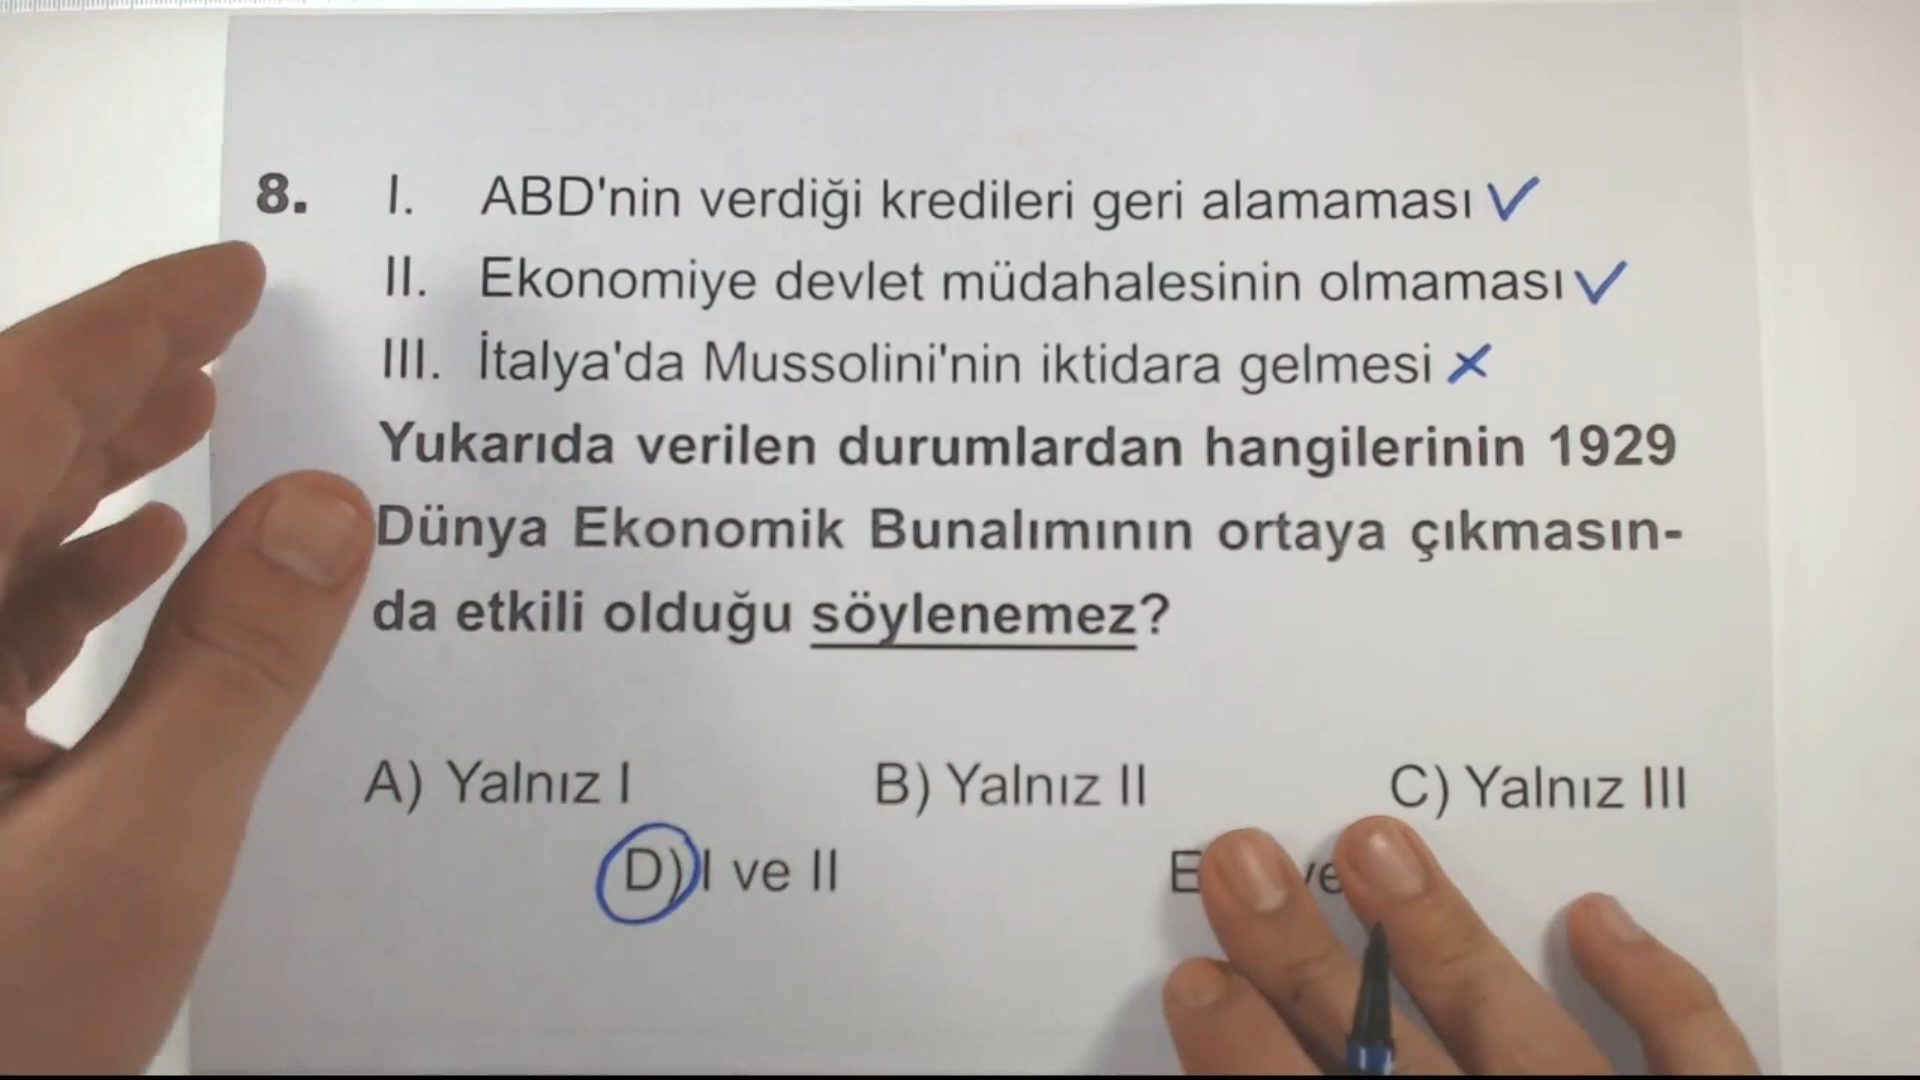 8. I. ABD'nin verdiği kredileri geri alamaması ✓
II. Ekonomiye devlet müdahalesinin olmaması ✓
III. İtalya'da Mussolini'nin iktidara gelmesi ✗
Yukarıda verilen durumlardan hangilerinin 1929
Dünya Ekonomik Bunalımının ortaya çıkmasın-
da etkili olduğu söylenemez?
A) Yalnız I B) Yalnız II C) Yalnız III
D) I ve II E